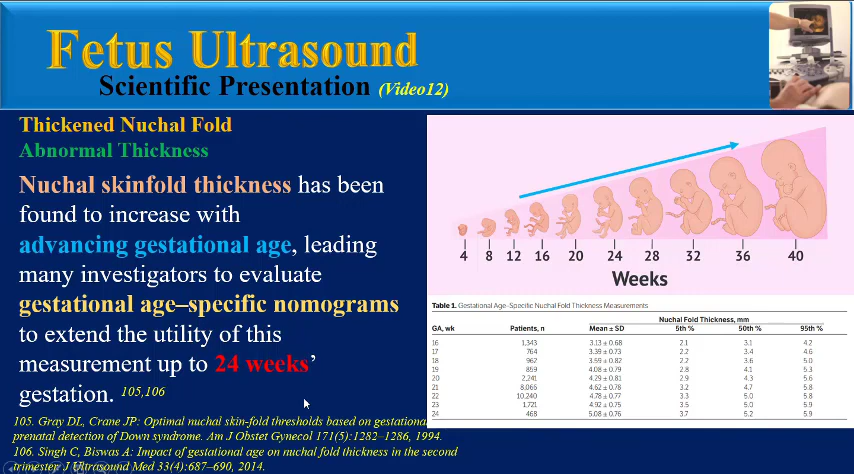 Fetus Ultrasound
Scientific Presentation (Video12)
Thickened Nuchal Fold
Abnormal Thickness
Nuchal skinfold thickness has been
found to increase with
advancing gestational age, leading
many investigators to evaluate
gestational age–specific nomograms
to extend the utility of this
measurement up to 24 weeks’
gestation. 105,106
105. Gray DL, Crane JP: Optimal nuchal skin-fold thresholds based on gestational
prenatal detection of Down syndrome. Am J Obstet Gynecol 171(5):1282–1286, 1994.
106. Singh C, Biswas A: Impact of gestational age on nuchal fold thickness in the second
trimester. J Ultrasound Med 33(4):687–690, 2014.
4 8 12 16 20 24 28 32 36 40
Weeks
Table 1. Gestational Age-Specific Nuchal Fold Thickness Measurements
Nuchal Fold Thickness, mm
GA, wk Patients, n Mean ± SD 5th % 50th % 95th %
16 1,343 3.13 ± 0.68 2.1 3.1 4.2
17 764 3.39 ± 0.73 2.2 3.4 4.6
18 962 3.59 ± 0.82 2.2 3.6 5.0
19 859 4.08 ± 0.79 2.8 4.1 5.3
20 2,241 4.29 ± 0.81 2.9 4.3 5.6
21 8,066 4.62 ± 0.78 3.2 4.7 5.8
22 10,240 4.78 ± 0.77 3.3 5.0 5.8
23 1,721 4.92 ± 0.75 3.5 5.0 5.9
24 468 5.08 ± 0.76 3.7 5.2 5.9